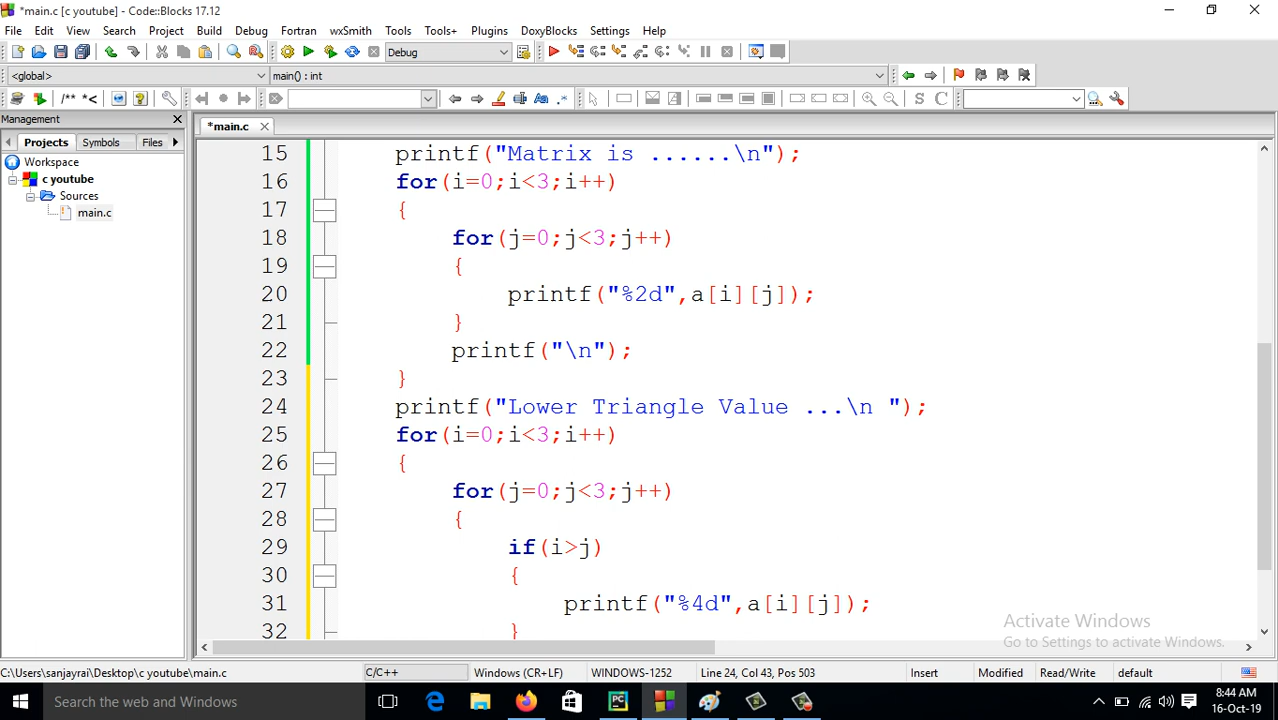 *main.c [c youtube] - Code::Blocks 17.12
File Edit View Search Project Build Debug Fortran wxSmith Tools Tools+ Plugins DoxyBlocks Settings Help
Debug
<global> main() : int
/** *<
S C
Management
*main.c
Projects Symbols Files
Workspace
c youtube
Sources
main.c
15 printf("Matrix is ......\n");
16 for(i=0;i<3;i++)
17 {
18 for(j=0;j<3;j++)
19 {
20 printf("%2d",a[i][j]);
21 }
22 printf("\n");
23 }
24 printf("Lower Triangle Value ...\n ");
25 for(i=0;i<3;i++)
26 {
27 for(j=0;j<3;j++)
28 {
29 if(i>j)
30 {
31 printf("%4d",a[i][j]);
32 }
Activate Windows
Go to Settings to activate Windows.
C:\Users\sanjayrai\Desktop\c youtube\main.c C/C++ Windows (CR+LF) WINDOWS-1252 Line 24, Col 43, Pos 503 Insert Modified Read/Write default
Search the web and Windows
8:44 AM
16-Oct-19